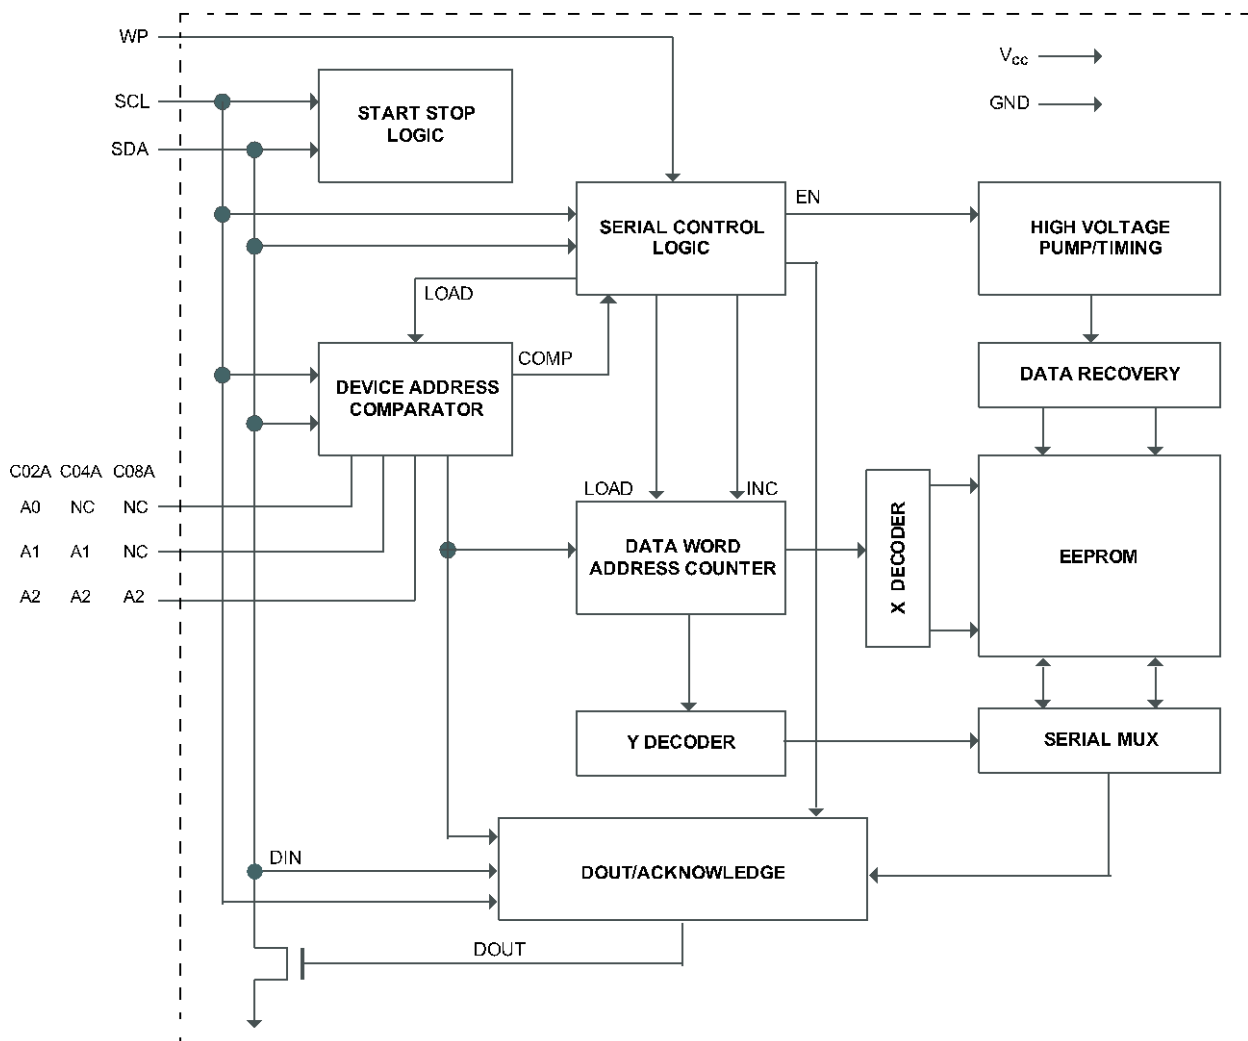 WP
V_CC
SCL
GND
START STOP
LOGIC
SDA
EN
SERIAL CONTROL
LOGIC
HIGH VOLTAGE
PUMP/TIMING
LOAD
COMP
DEVICE ADDRESS
COMPARATOR
DATA RECOVERY
C02A C04A C08A
A0 NC NC
A1 A1 NC
A2 A2 A2
LOAD
INC
DATA WORD
ADDRESS COUNTER
X DECODER
EEPROM
Y DECODER
SERIAL MUX
DIN
DOUT/ACKNOWLEDGE
DOUT